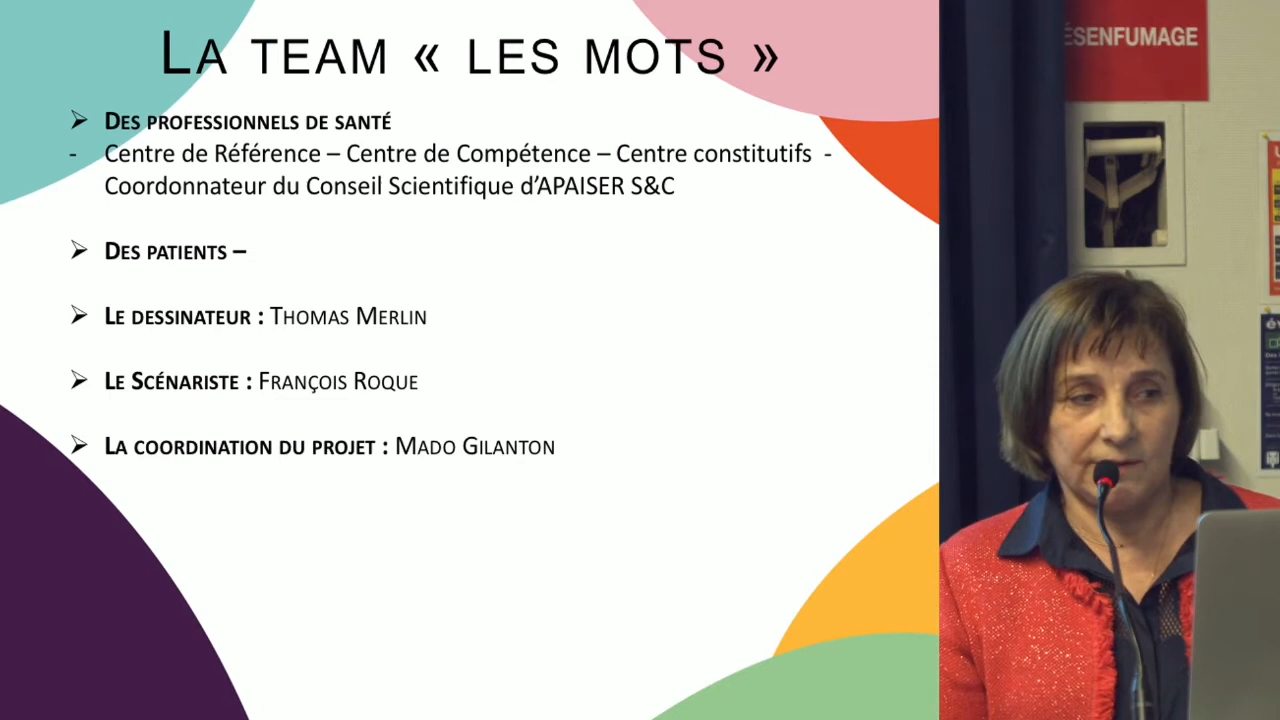 LA TEAM « LES MOTS »
➢ DES PROFESSIONNELS DE SANTÉ
- Centre de Référence – Centre de Compétence – Centre constitutifs -
Coordonnateur du Conseil Scientifique d’APAISER S&C
➢ DES PATIENTS –
➢ LE DESSINATEUR : THOMAS MERLIN
➢ LE SCÉNARISTE : FRANÇOIS ROQUE
➢ LA COORDINATION DU PROJET : MADO GILANTON
ÉSENFUMAGE